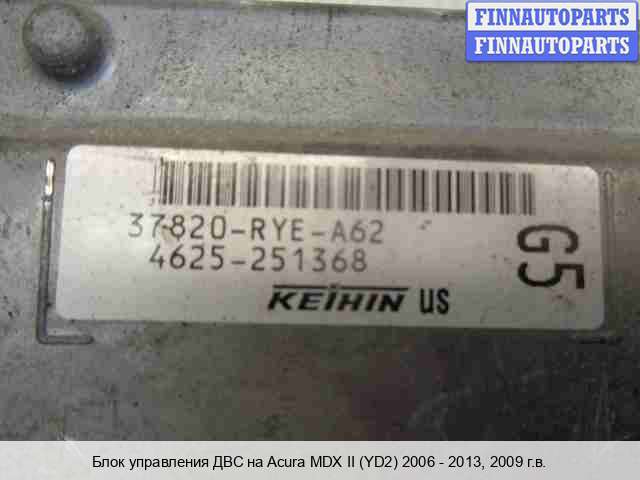 FINNAUTOPARTS
FINNAUTOPARTS
37820-RYE-A62
4625-251368
G5
KEIHIN US
Блок управления ДВС на Acura MDX II (YD2) 2006 - 2013, 2009 г.в.